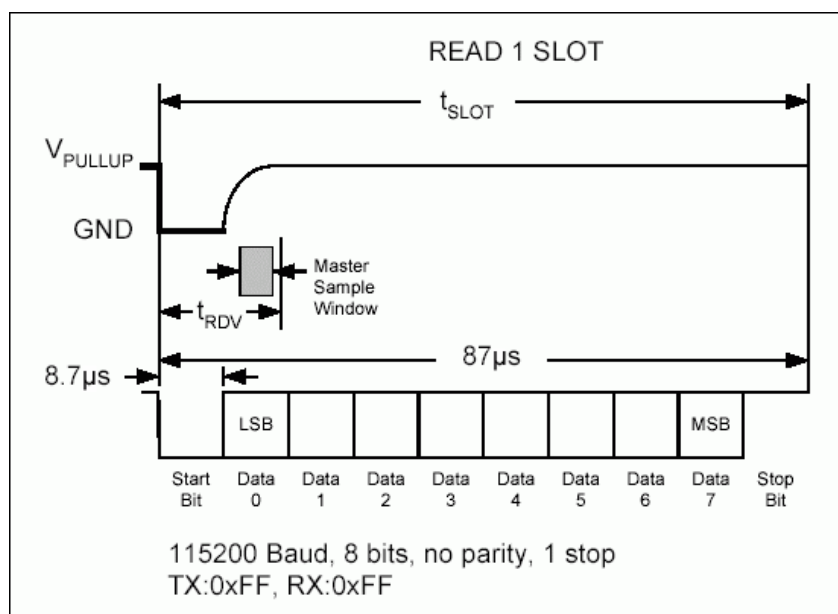 READ 1 SLOT
tSLOT
VPULLUP
GND
Master
Sample
Window
tRDV
87µs
8.7µs
LSB
MSB
Start Bit
Data 0
Data 1
Data 2
Data 3
Data 4
Data 5
Data 6
Data 7
Stop Bit
115200 Baud, 8 bits, no parity, 1 stop
TX:0xFF, RX:0xFF